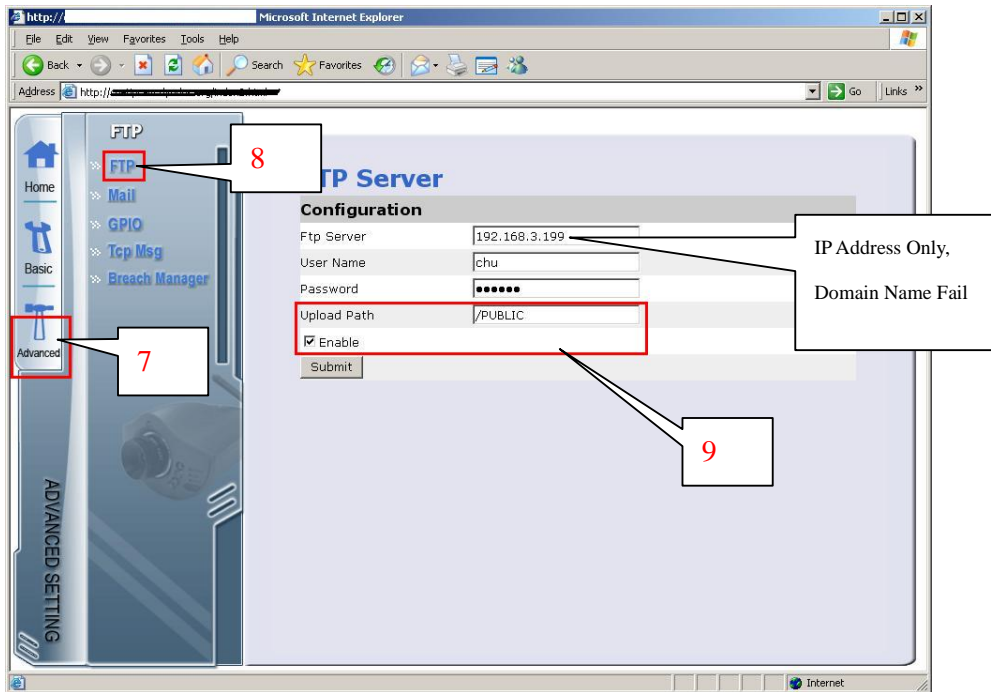 http://
Microsoft Internet Explorer
File Edit View Favorites Tools Help
Back Search Favorites
Address http:// Go Links »
FTP
FTP
Mail
GPIO
Tcp Msg
Breach Manager
Home
Basic
Advanced
ADVANCED SETTING
8
7
TP Server
Configuration
Ftp Server 192.168.3.199
User Name chu
Password ●●●●●●
Upload Path /PUBLIC
Enable
Submit
IP Address Only,
Domain Name Fail
9
Internet